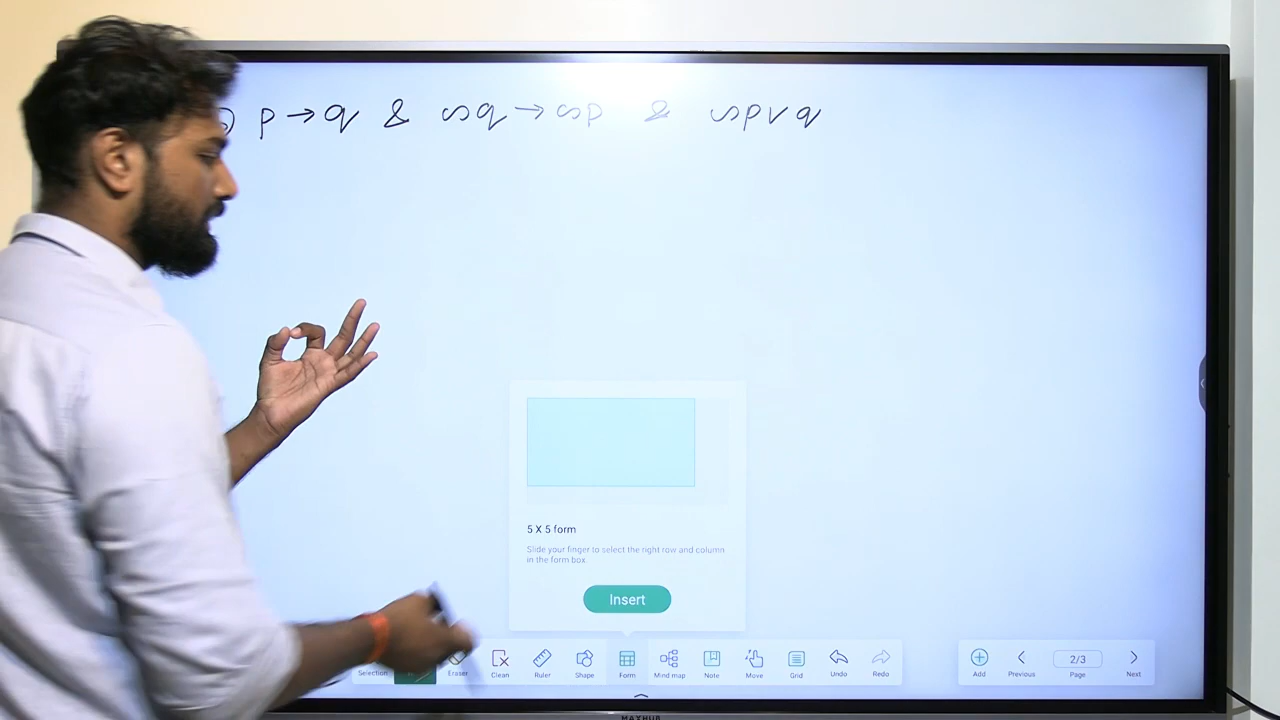 p → q & ∽q → ∽p & ∽p ∨ q
5 X 5 form
Slide your finger to select the right row and column
in the form box
Insert
Selection Eraser Clean Ruler Shape Form Mind map Note Move Grid Undo Redo Add Previous 2/3 Page Next
MAXHUB